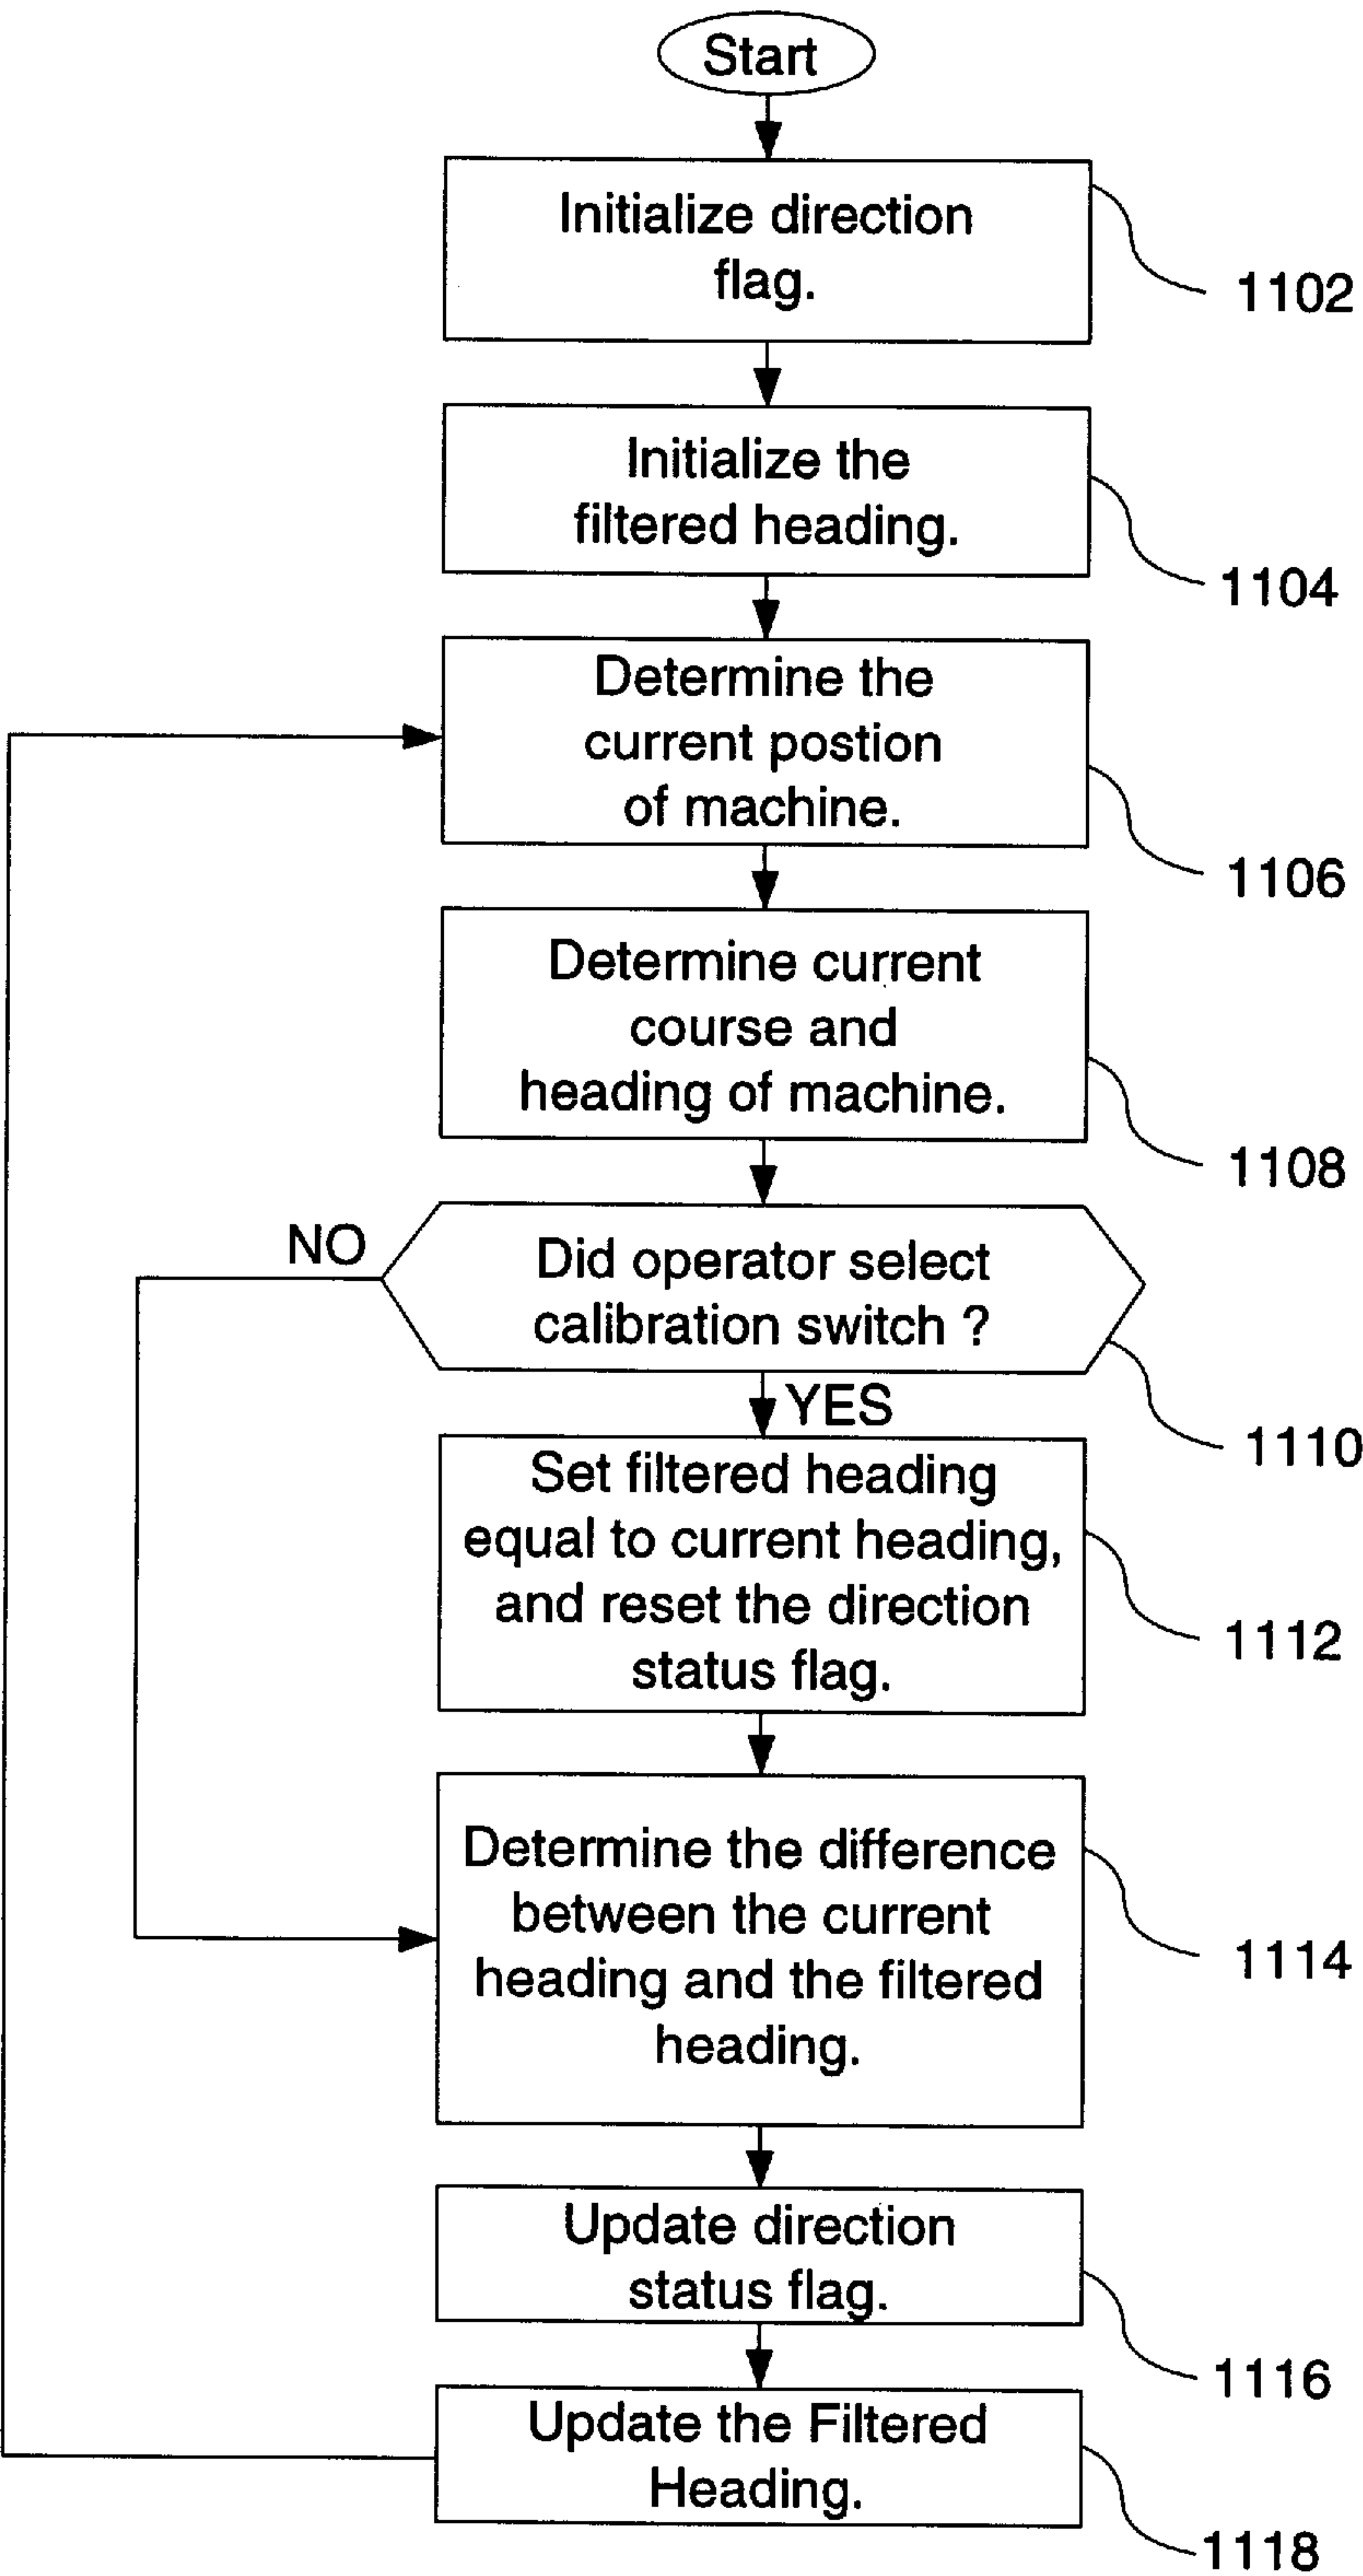 Start
Initialize direction
flag.
1102
Initialize the
filtered heading.
1104
Determine the
current postion
of machine.
1106
Determine current
course and
heading of machine.
1108
NO
Did operator select
calibration switch ?
1110
YES
Set filtered heading
equal to current heading,
and reset the direction
status flag.
1112
Determine the difference
between the current
heading and the filtered
heading.
1114
Update direction
status flag.
1116
Update the Filtered
Heading.
1118